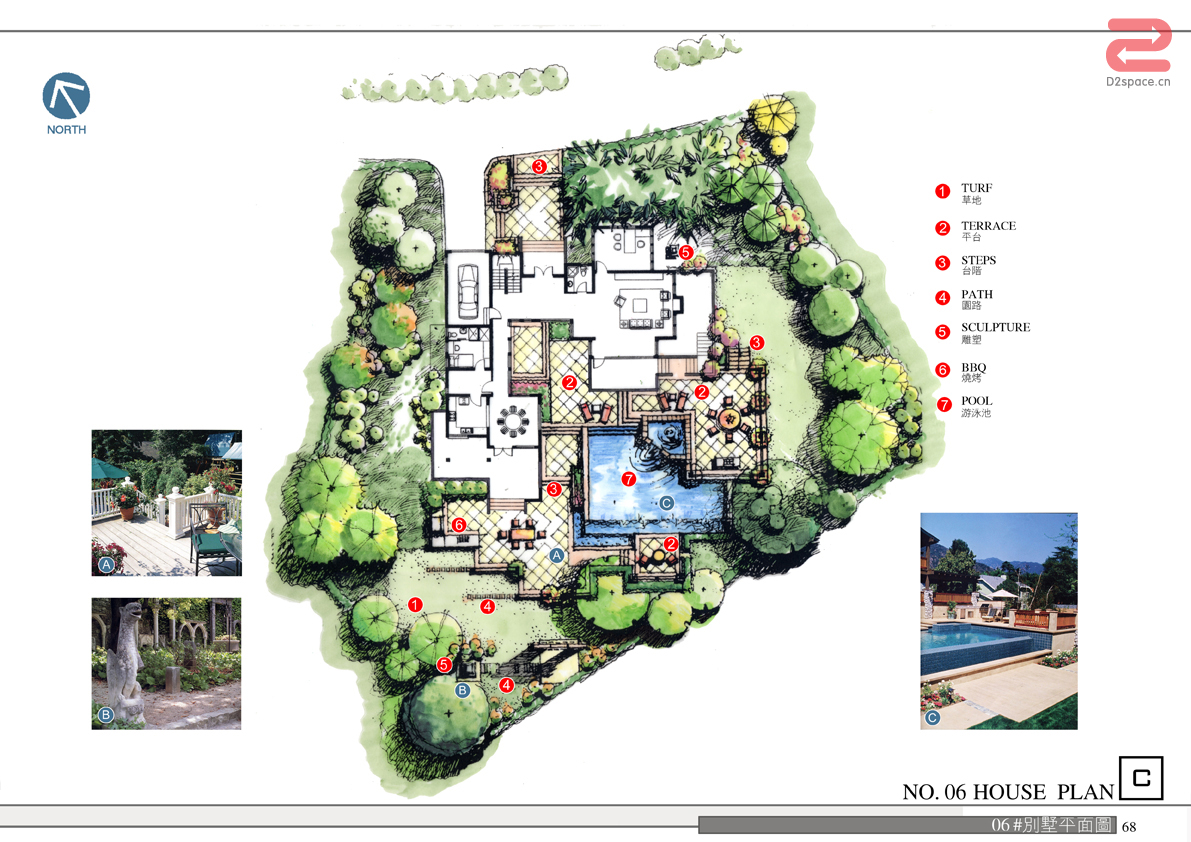 D2space.cn
NORTH
1 TURF
草地
2 TERRACE
平台
3 STEPS
台階
4 PATH
園路
5 SCULPTURE
雕塑
6 BBQ
燒烤
7 POOL
游泳池
3
5
3
2
2
7
C
3
6
A
2
1
4
5
B
4
A
B
C
NO. 06 HOUSE PLAN
C
06#別墅平面圖
68